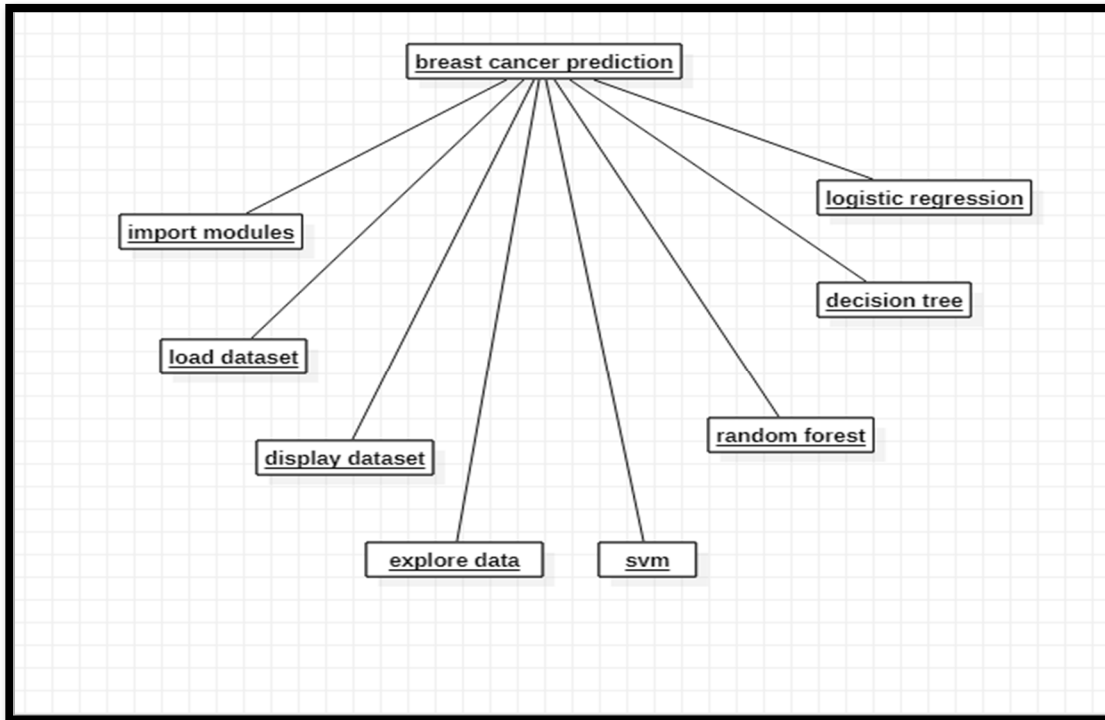 breast cancer prediction
logistic regression
import modules
decision tree
load dataset
random forest
display dataset
explore data
svm